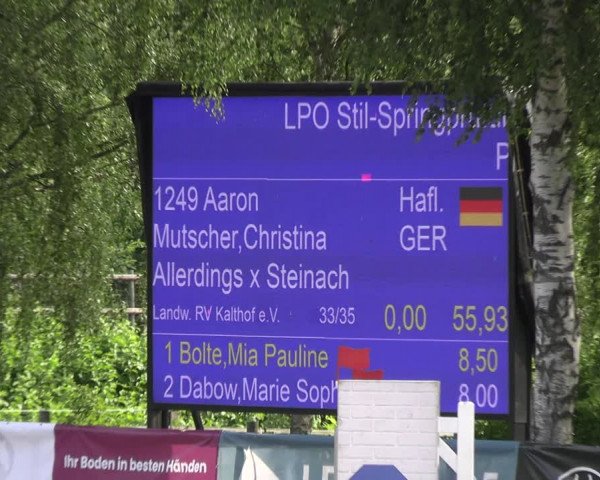 LPO Stil-Springprüfun
P
1249 Aaron Hafl.
Mutscher,Christina GER
Allerdings x Steinach
Landw. RV Kalthof e.V. 33/35 0,00 55,93
1 Bolte,Mia Pauline 8,50
2 Dabow,Marie Soph 8,00
Ihr Boden in besten Händen